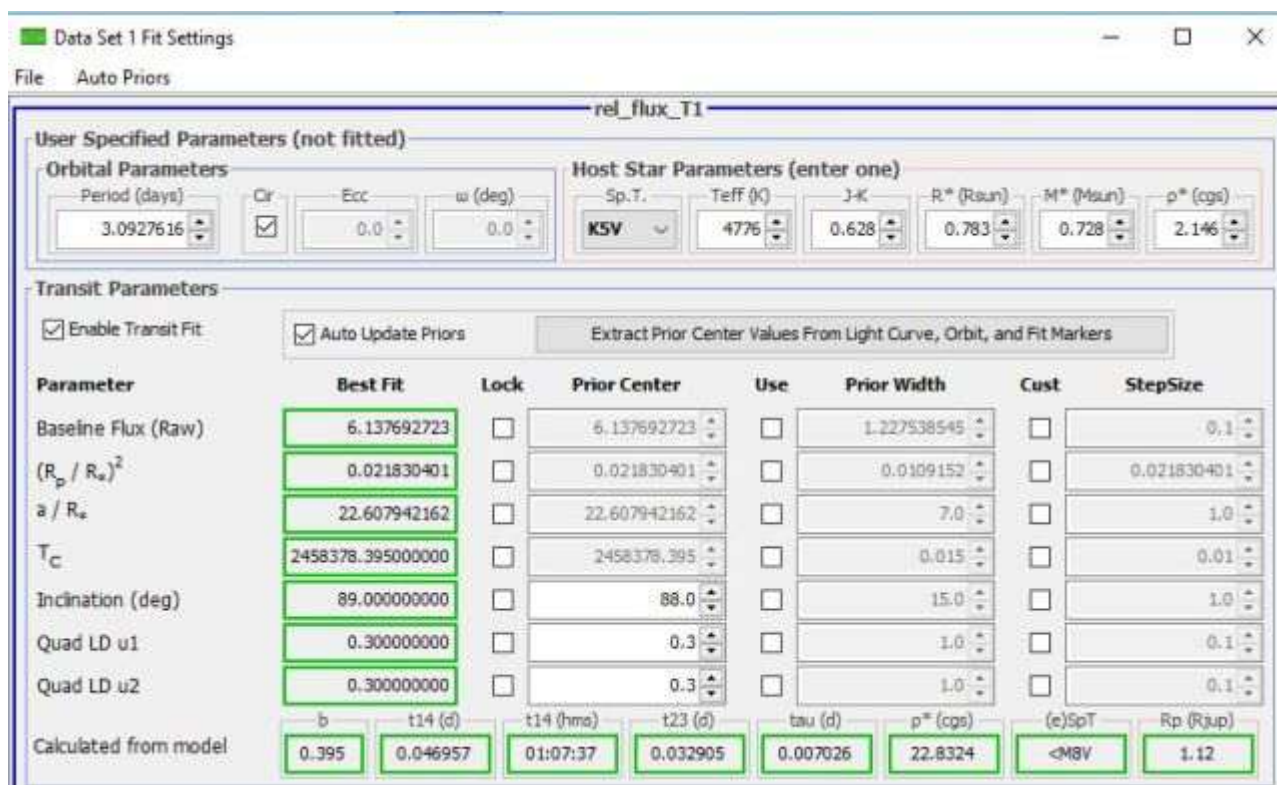 Data Set 1 Fit Settings
File Auto Priors
rel_flux_T1
User Specified Parameters (not fitted)
Orbital Parameters Host Star Parameters (enter one)
Period (days) Cir Ecc ω (deg) Sp.T. Teff (K) J-K R* (Rsun) M* (Msun) ρ* (cgs)
3.0927616 0.0 0.0 K5V 4776 0.628 0.783 0.728 2.146
Transit Parameters
Enable Transit Fit Auto Update Priors Extract Prior Center Values From Light Curve, Orbit, and Fit Markers
Parameter Best Fit Lock Prior Center Use Prior Width Cust StepSize
Baseline Flux (Raw) 6.137692723 6.137692723 1.227538545 0.1
(Rp / R*)² 0.021830401 0.021830401 0.0109152 0.021830401
a / R* 22.607942162 22.607942162 7.0 1.0
TC 2458378.395000000 2458378.395 0.015 0.01
Inclination (deg) 89.000000000 88.0 15.0 1.0
Quad LD u1 0.300000000 0.3 1.0 0.1
Quad LD u2 0.300000000 0.3 1.0 0.1
b t14 (d) t14 (hms) t23 (d) tau (d) ρ* (cgs) (e)SpT Rp (Rjup)
Calculated from model 0.395 0.046957 01:07:37 0.032905 0.007026 22.8324 <M8V 1.12